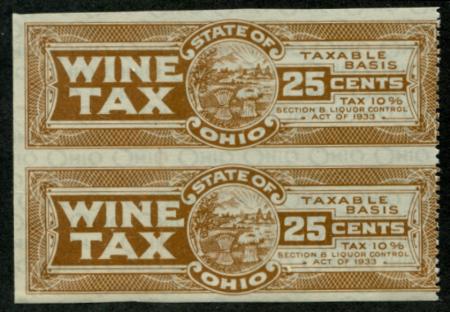 WINE TAX
STATE OF OHIO
TAXABLE BASIS
25 CENTS
TAX 10%
SECTION 8 LIQUOR CONTROL
ACT OF 1933
OHIO
WINE TAX
STATE OF OHIO
TAXABLE BASIS
25 CENTS
TAX 10%
SECTION 8 LIQUOR CONTROL
ACT OF 1933